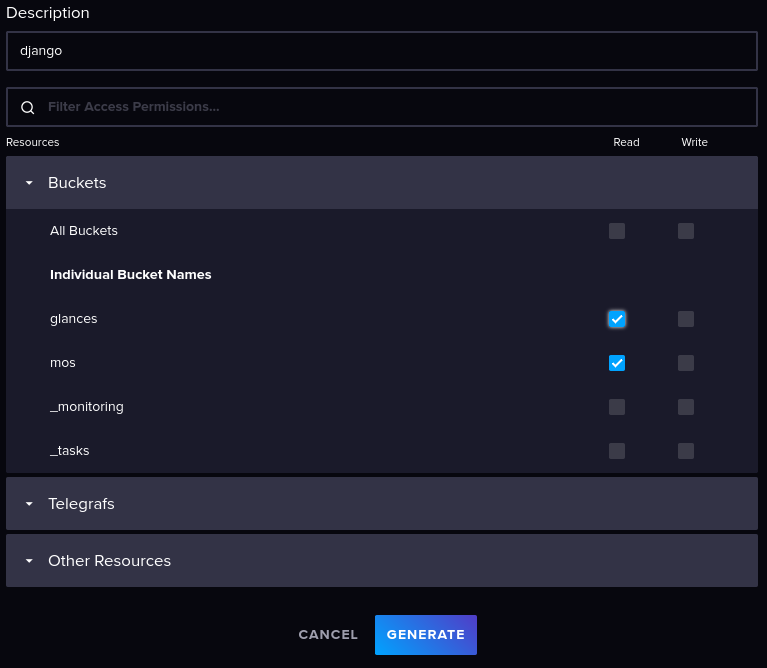 Description
django
Filter Access Permissions...
Resources Read Write
Buckets
All Buckets
Individual Bucket Names
glances
mos
_monitoring
_tasks
Telegrafs
Other Resources
CANCEL GENERATE